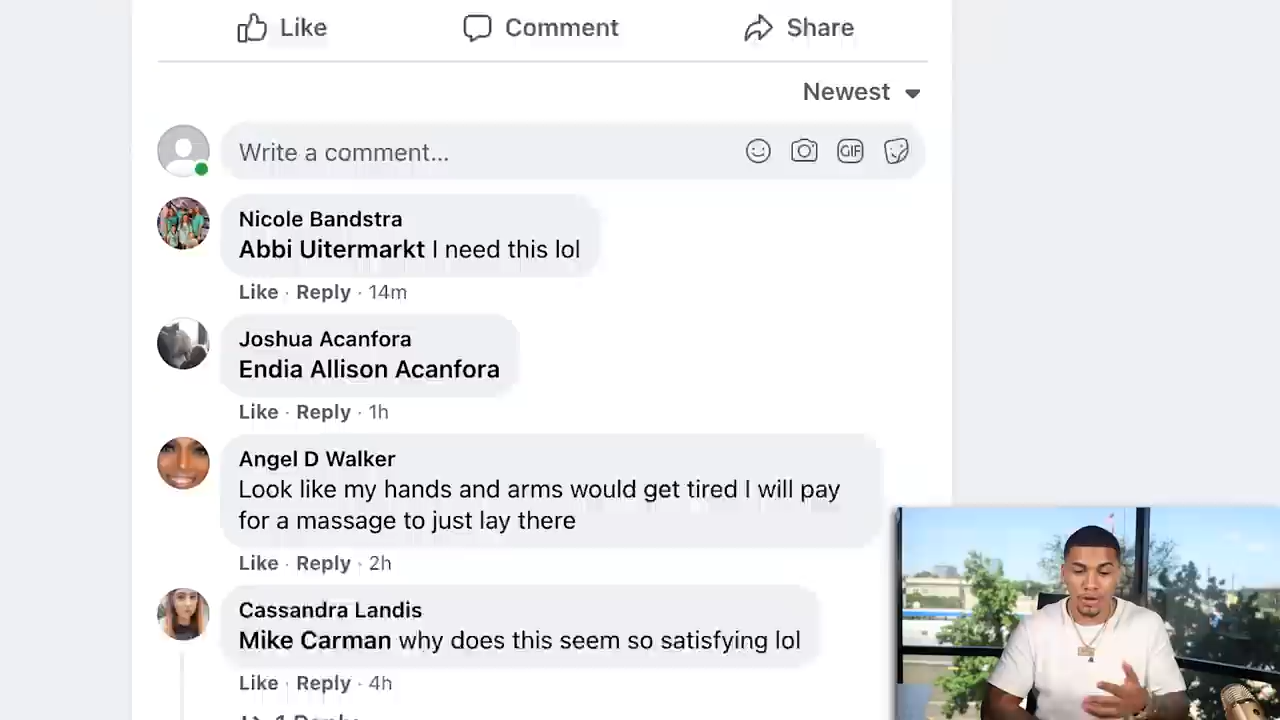 Like Comment Share
Newest
Write a comment...
GIF
Nicole Bandstra
Abbi Uitermarkt I need this lol
Like · Reply · 14m
Joshua Acanfora
Endia Allison Acanfora
Like · Reply · 1h
Angel D Walker
Look like my hands and arms would get tired I will pay
for a massage to just lay there
Like · Reply · 2h
Cassandra Landis
Mike Carman why does this seem so satisfying lol
Like · Reply · 4h